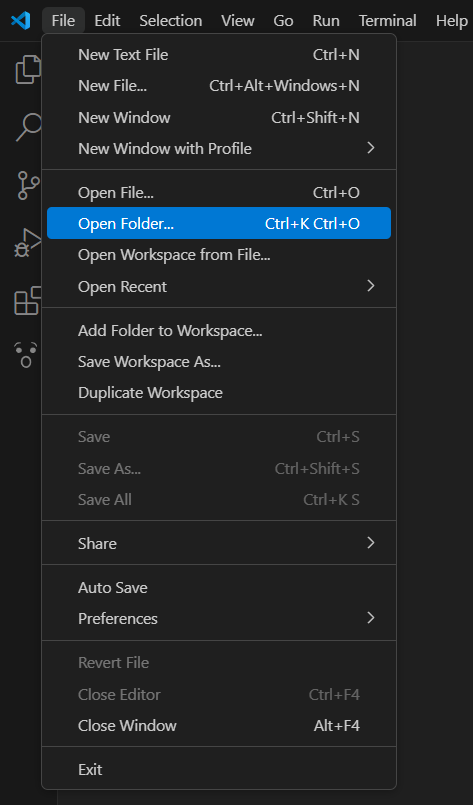 File Edit Selection View Go Run Terminal Help
New Text File Ctrl+N
New File... Ctrl+Alt+Windows+N
New Window Ctrl+Shift+N
New Window with Profile
Open File... Ctrl+O
Open Folder... Ctrl+K Ctrl+O
Open Workspace from File...
Open Recent
Add Folder to Workspace...
Save Workspace As...
Duplicate Workspace
Save Ctrl+S
Save As... Ctrl+Shift+S
Save All Ctrl+K S
Share
Auto Save
Preferences
Revert File
Close Editor Ctrl+F4
Close Window Alt+F4
Exit